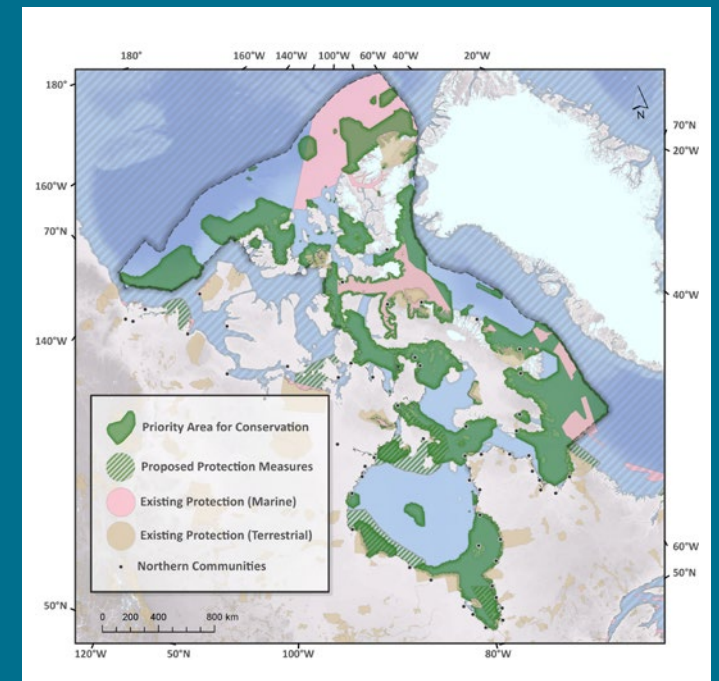 180° 160°W 140°W 100°W 80°W 60°W 40°W 20°W
180°
N
70°N
20°W
160°W
70°N
40°W
140°W
Priority Area for Conservation
Proposed Protection Measures
Existing Protection (Marine)
Existing Protection (Terrestrial)
Northern Communities
60°W
50°N
50°N
0 200 400 800 km
120°W 50°N 100°W 80°W